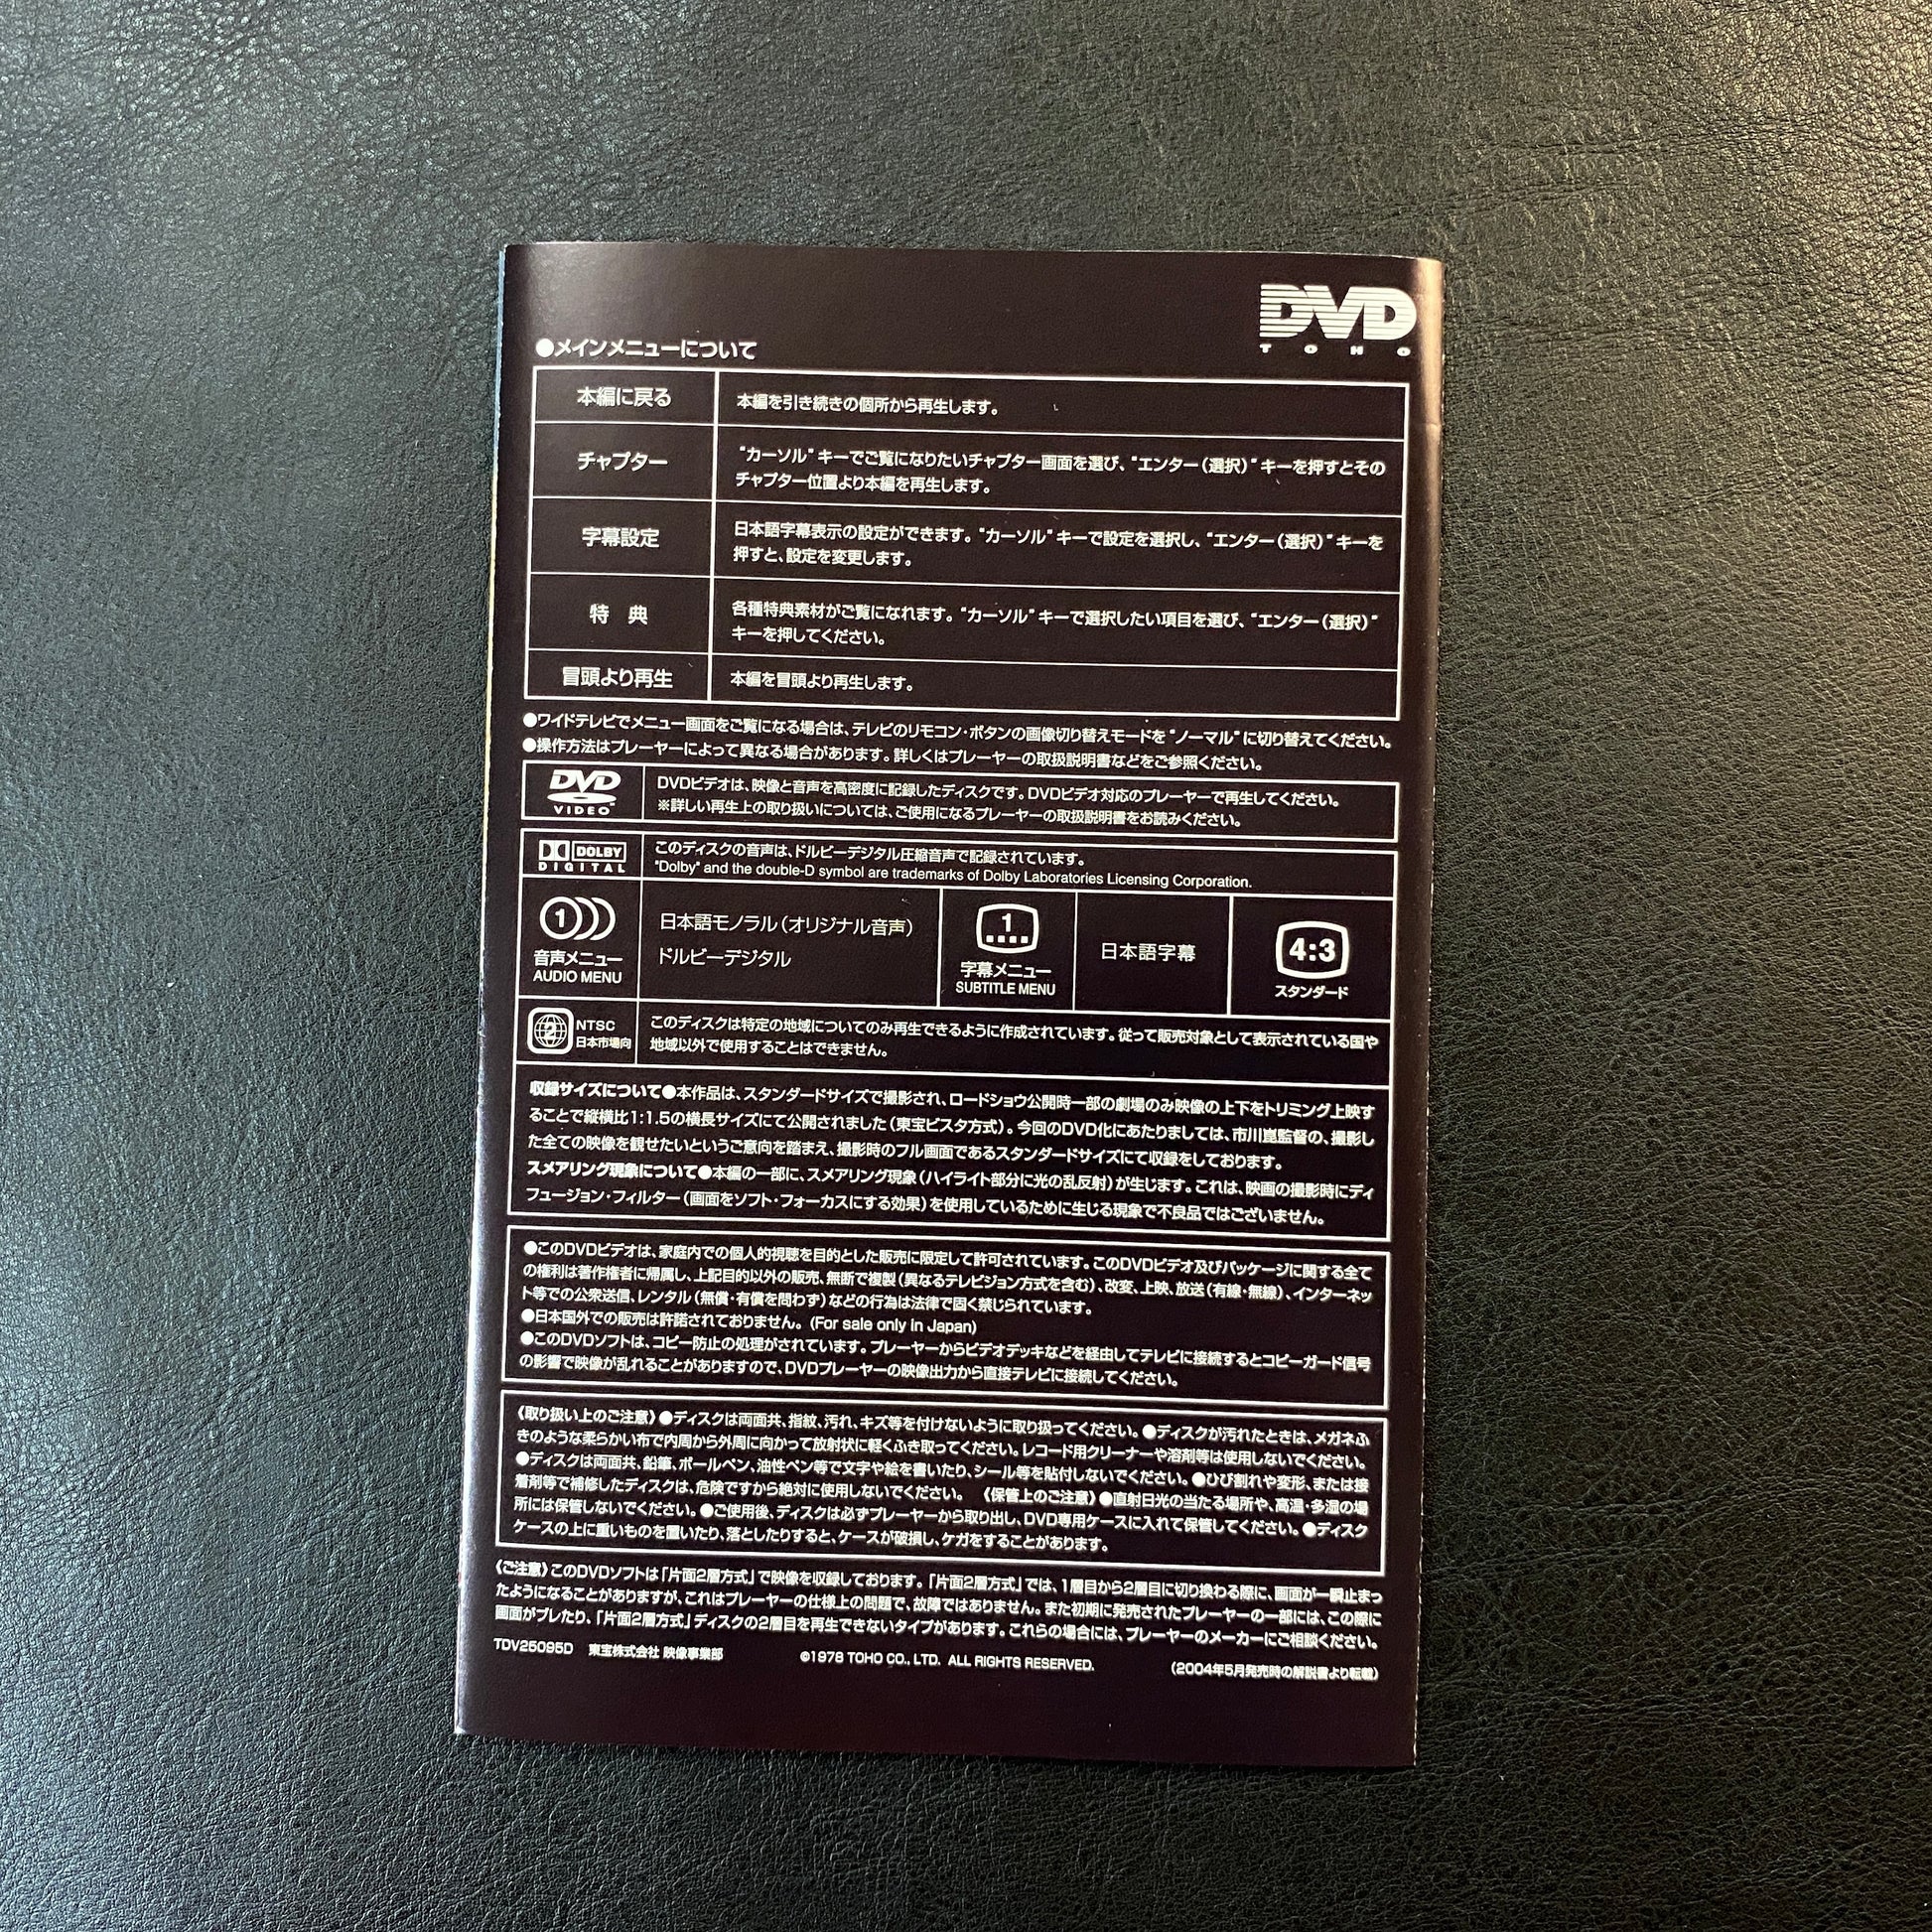 DVD
TOHO
●メインメニューについて
本編に戻る
本編を引き続きの個所から再生します。
チャプター
"カーソル"キーでご覧になりたいチャプター画面を選び、"エンター(選択)"キーを押すとその
チャプター位置より本編を再生します。
字幕設定
日本語字幕表示の設定ができます。"カーソル"キーで設定を選択し、"エンター(選択)"キーを
押すと、設定を変更します。
特 典
各種特典素材がご覧になれます。"カーソル"キーで選択したい項目を選び、"エンター(選択)"
キーを押してください。
冒頭より再生
本編を冒頭より再生します。
●ワイドテレビでメニュー画面をご覧になる場合は、テレビのリモコン・ボタンの画像切り替えモードを"ノーマル"に切り替えてください。
●操作方法はプレーヤーによって異なる場合があります。詳しくはプレーヤーの取扱説明書などをご参照ください。
DVD
VIDEO
DVDビデオは、映像と音声を高密度に記録したディスクです。DVDビデオ対応のプレーヤーで再生してください。
※詳しい再生上の取り扱いについては、ご使用になるプレーヤーの取扱説明書をお読みください。
DOLBY
DIGITAL
このディスクの音声は、ドルビーデジタル圧縮音声で記録されています。
"Dolby" and the double-D symbol are trademarks of Dolby Laboratories Licensing Corporation.
1
音声メニュー
AUDIO MENU
日本語モノラル(オリジナル音声)
ドルビーデジタル
1
字幕メニュー
SUBTITLE MENU
日本語字幕
4:3
スタンダード
2
NTSC
日本市場向
このディスクは特定の地域についてのみ再生できるように作成されています。従って販売対象として表示されている国や
地域以外で使用することはできません。
収録サイズについて●本作品は、スタンダードサイズで撮影され、ロードショウ公開時一部の劇場のみ映像の上下をトリミング上映す
ることで縦横比1:1.5の横長サイズにて公開されました(東宝ビスタ方式)。今回のDVD化にあたりましては、市川崑監督の、撮影し
た全ての映像を観せたいというご意向を踏まえ、撮影時のフル画面であるスタンダードサイズにて収録をしております。
スメアリング現象について●本編の一部に、スメアリング現象(ハイライト部分に光の乱反射)が生じます。これは、映画の撮影時にディ
フュージョン・フィルター(画面をソフト・フォーカスにする効果)を使用しているために生じる現象で不良品ではございません。
●このDVDビデオは、家庭内での個人的視聴を目的とした販売に限定して許可されています。このDVDビデオ及びパッケージに関する全て
の権利は著作権者に帰属し、上記目的以外の販売、無断で複製(異なるテレビジョン方式を含む)、改変、上映、放送(有線・無線)、インターネッ
ト等での公衆送信、レンタル(無償・有償を問わず)などの行為は法律で固く禁じられています。
●日本国外での販売は許諾されておりません。(For sale only in Japan)
●このDVDソフトは、コピー防止の処理がされています。プレーヤーからビデオデッキなどを経由してテレビに接続するとコピーガード信号
の影響で映像が乱れることがありますので、DVDプレーヤーの映像出力から直接テレビに接続してください。
《取り扱い上のご注意》●ディスクは両面共、指紋、汚れ、キズ等を付けないように取り扱ってください。●ディスクが汚れたときは、メガネふ
きのような柔らかい布で内周から外周に向かって放射状に軽くふき取ってください。レコード用クリーナーや溶剤等は使用しないでください。
●ディスクは両面共、鉛筆、ボールペン、油性ペン等で文字や絵を書いたり、シール等を貼付しないでください。●ひび割れや変形、または接
着剤等で補修したディスクは、危険ですから絶対に使用しないでください。 《保管上のご注意》●直射日光の当たる場所や、高温・多湿の場
所には保管しないでください。●ご使用後、ディスクは必ずプレーヤーから取り出し、DVD専用ケースに入れて保管してください。●ディスク
ケースの上に重いものを置いたり、落としたりすると、ケースが破損し、ケガをすることがあります。
《ご注意》このDVDソフトは「片面2層方式」で映像を収録しております。「片面2層方式」では、1層目から2層目に切り換わる際に、画面が一瞬止まっ
たようになることがありますが、これはプレーヤーの仕様上の問題で、故障ではありません。また初期に発売されたプレーヤーの一部には、この際に
画面がブレたり、「片面2層方式」ディスクの2層目を再生できないタイプがあります。これらの場合には、プレーヤーのメーカーにご相談ください。
TDV25095D 東宝株式会社 映像事業部 ©1978 TOHO CO., LTD. ALL RIGHTS RESERVED. (2004年5月発売時の解説書より転載)